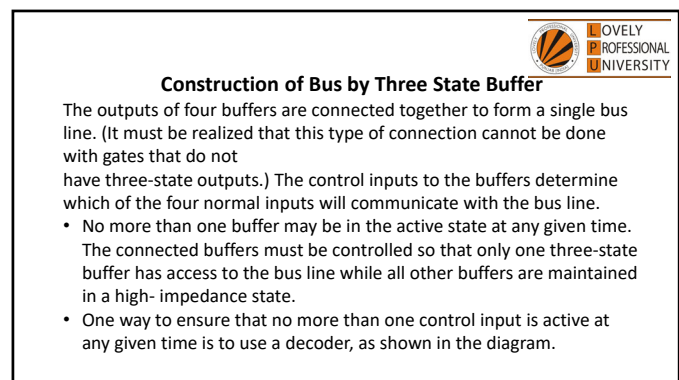 LOVELY
PROFESSIONAL
UNIVERSITY
Construction of Bus by Three State Buffer
The outputs of four buffers are connected together to form a single bus
line. (It must be realized that this type of connection cannot be done
with gates that do not
have three-state outputs.) The control inputs to the buffers determine
which of the four normal inputs will communicate with the bus line.
• No more than one buffer may be in the active state at any given time.
The connected buffers must be controlled so that only one three-state
buffer has access to the bus line while all other buffers are maintained
in a high- impedance state.
• One way to ensure that no more than one control input is active at
any given time is to use a decoder, as shown in the diagram.